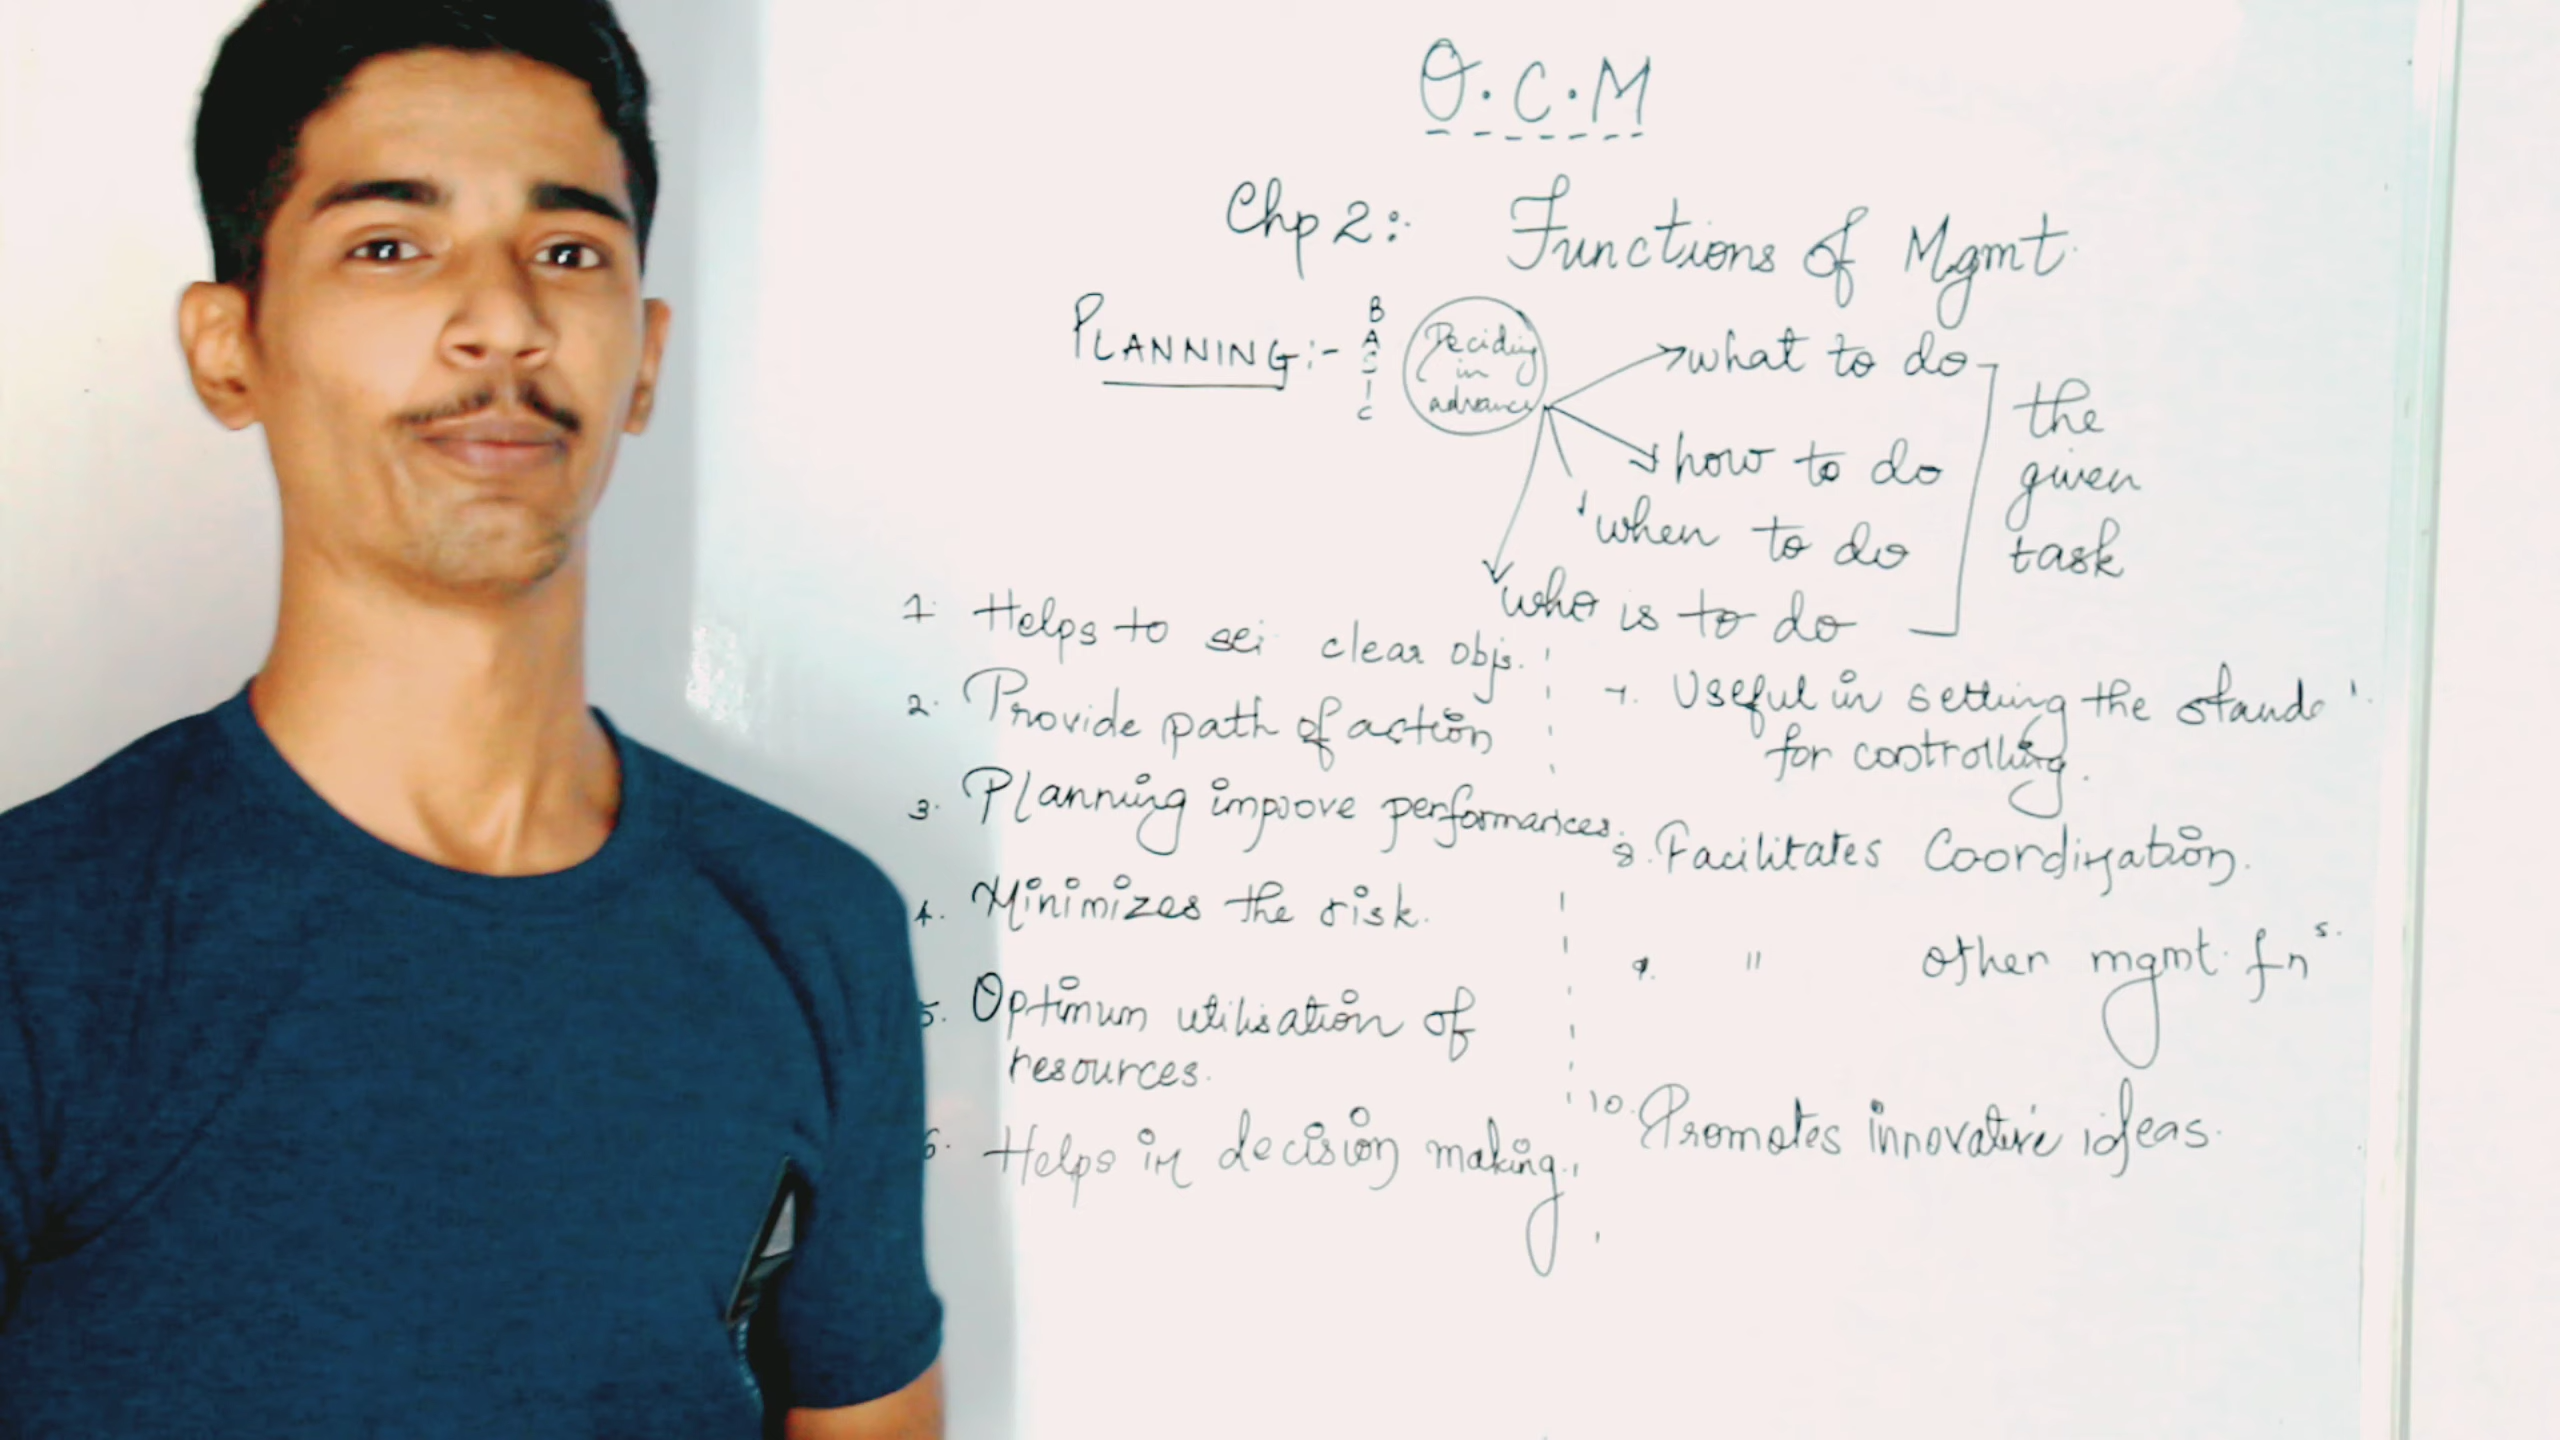 O.C.M
Chp 2:- Functions of Mgmt.
PLANNING:- BASIC
Deciding
in
advance
what to do
how to do
when to do
who is to do
the
given
task
1. Helps to set clear objs.
2. Provide path of action
3. Planning improve performances.
4. Minimizes the risk.
5. Optimum utilisation of
resources.
6. Helps in decision making.
7. Useful in setting the
for controlling.
8. Facilitates Coordination.
9. " other mgmt. fns.
10. Promotes innovative ideas.